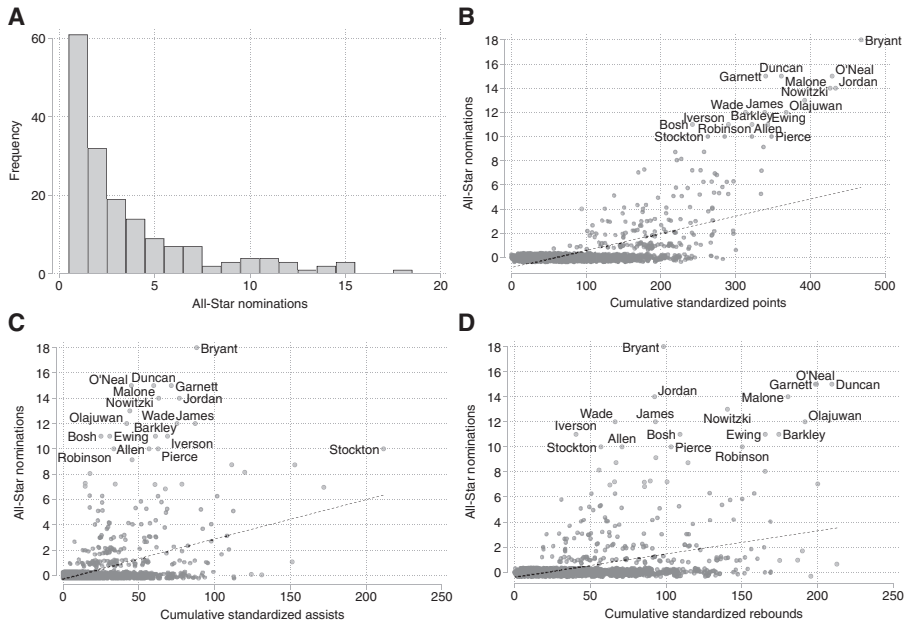 A
60
40
20
0
Frequency
0 5 10 15 20
All-Star nominations
B
18
16
14
12
10
8
6
4
2
0
All-Star nominations
Bryant
Duncan
O'Neal
Garnett
Malone
Jordan
Nowitzki
Wade
James
Olajuwan
Iverson
Barkley
Ewing
Bosh
Robinson
Allen
Stockton
Pierce
0 100 200 300 400 500
Cumulative standardized points
C
18
16
14
12
10
8
6
4
2
0
All-Star nominations
Bryant
O'Neal
Duncan
Garnett
Malone
Jordan
Nowitzki
Olajuwan
Wade
James
Barkley
Bosh
Ewing
Iverson
Allen
Stockton
Robinson
Pierce
0 50 100 150 200 250
Cumulative standardized assists
D
18
16
14
12
10
8
6
4
2
0
All-Star nominations
Bryant
O'Neal
Garnett
Duncan
Jordan
Malone
Wade
James
Nowitzki
Olajuwan
Iverson
Bosh
Ewing
Barkley
Allen
Stockton
Pierce
Robinson
0 50 100 150 200 250
Cumulative standardized rebounds